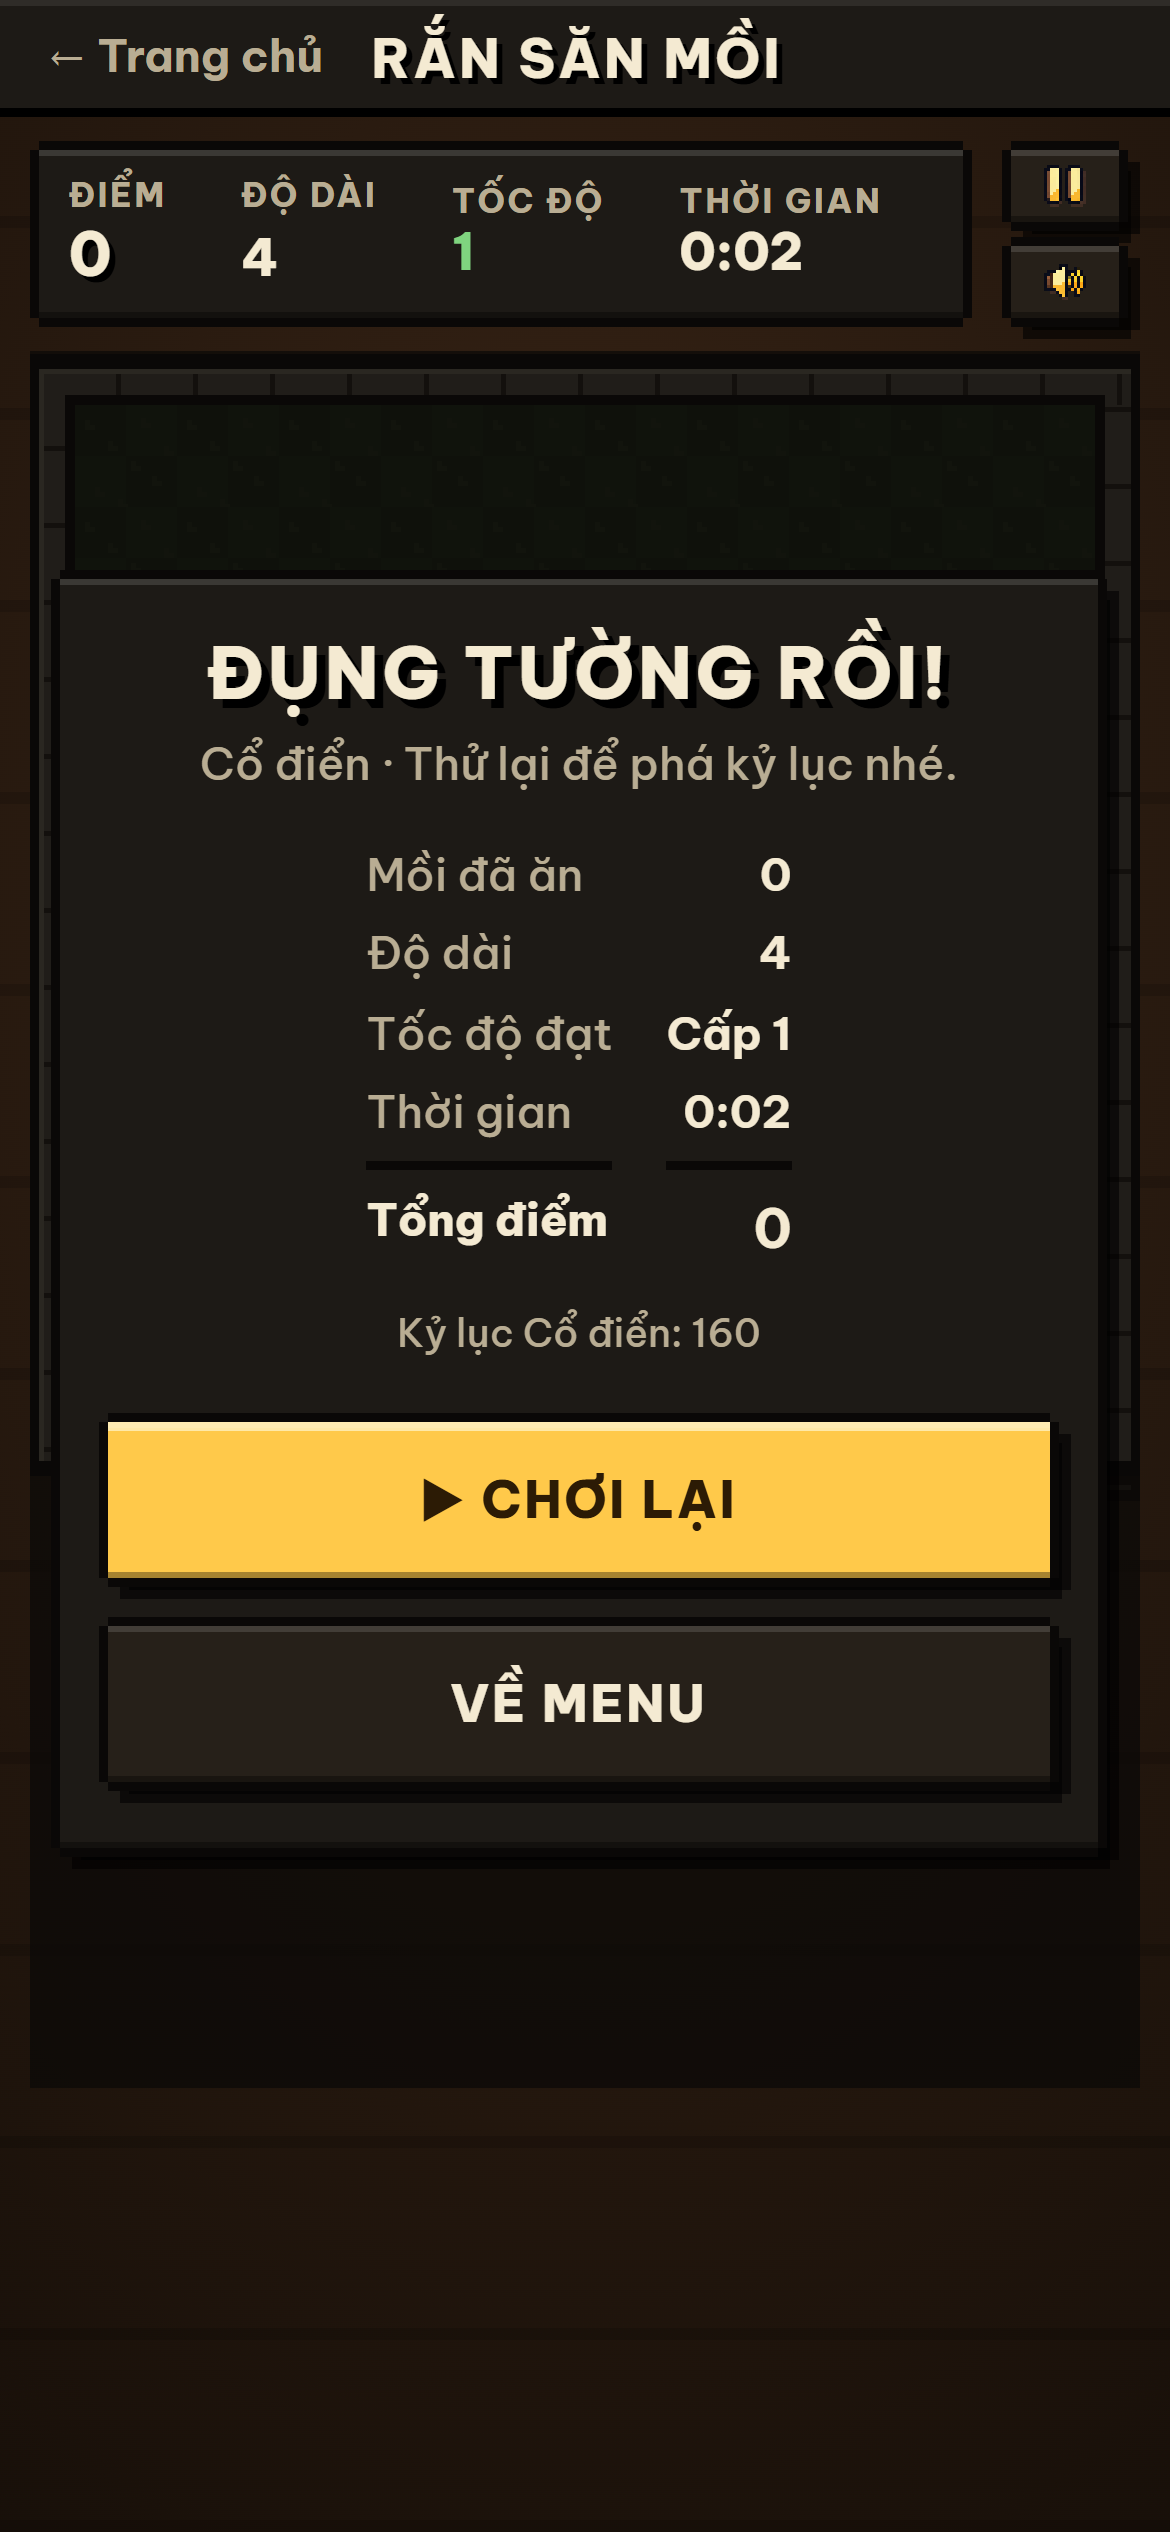 ← Trang chủ RẮN SĂN MỒI
ĐIỂM ĐỘ DÀI TỐC ĐỘ THỜI GIAN
0 4 1 0:02
ĐỤNG TƯỜNG RỒI!
Cổ điển · Thử lại để phá kỷ lục nhé.
Mồi đã ăn 0
Độ dài 4
Tốc độ đạt Cấp 1
Thời gian 0:02
Tổng điểm 0
Kỷ lục Cổ điển: 160
▶ CHƠI LẠI
VỀ MENU